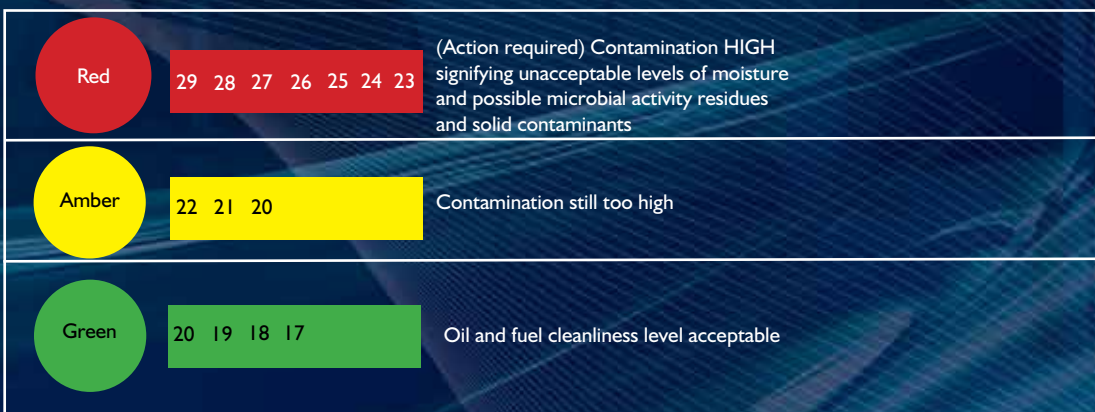 Red
29 28 27 26 25 24 23
(Action required) Contamination HIGH
signifying unacceptable levels of moisture
and possible microbial activity residues
and solid contaminants
Amber
22 21 20
Contamination still too high
Green
20 19 18 17
Oil and fuel cleanliness level acceptable